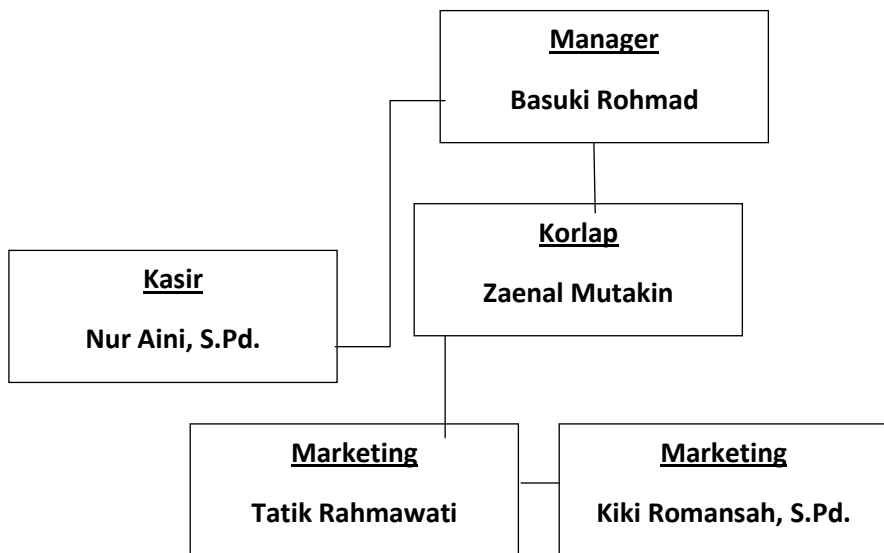 Manager
Basuki Rohmad
Korlap
Zaenal Mutakin
Kasir
Nur Aini, S.Pd.
Marketing
Tatik Rahmawati
Marketing
Kiki Romansah, S.Pd.